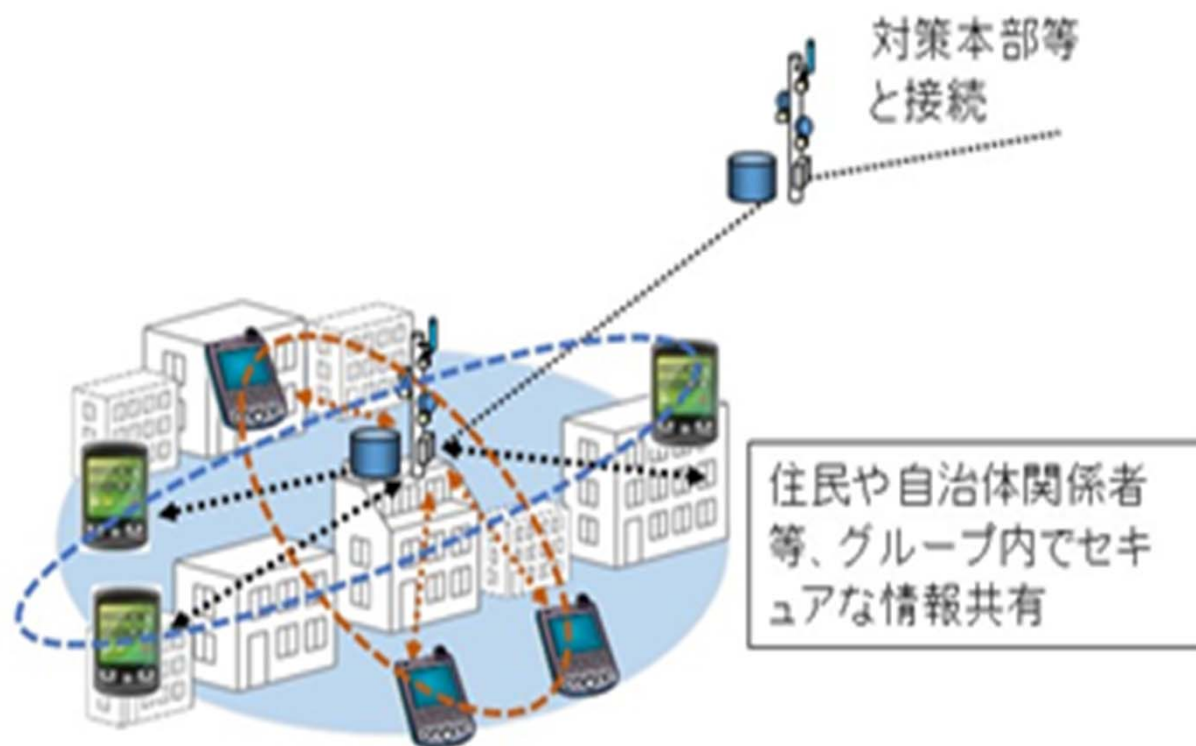 対策本部等
と接続
住民や自治体関係者
等、グループ内でセキ
ュアな情報共有